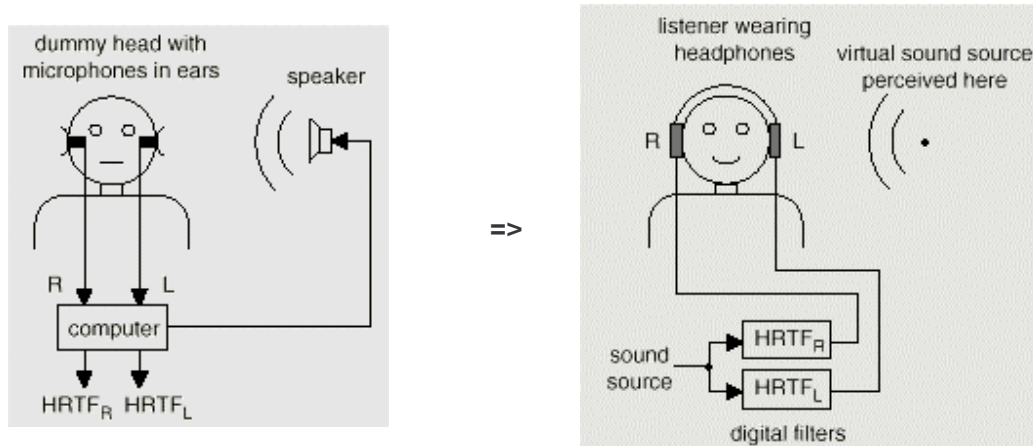 dummy head with
microphones in ears
speaker
R L
computer
HRTF_R HRTF_L
=>
listener wearing
headphones
virtual sound source
perceived here
R L
HRTF_R
sound
source
HRTF_L
digital filters